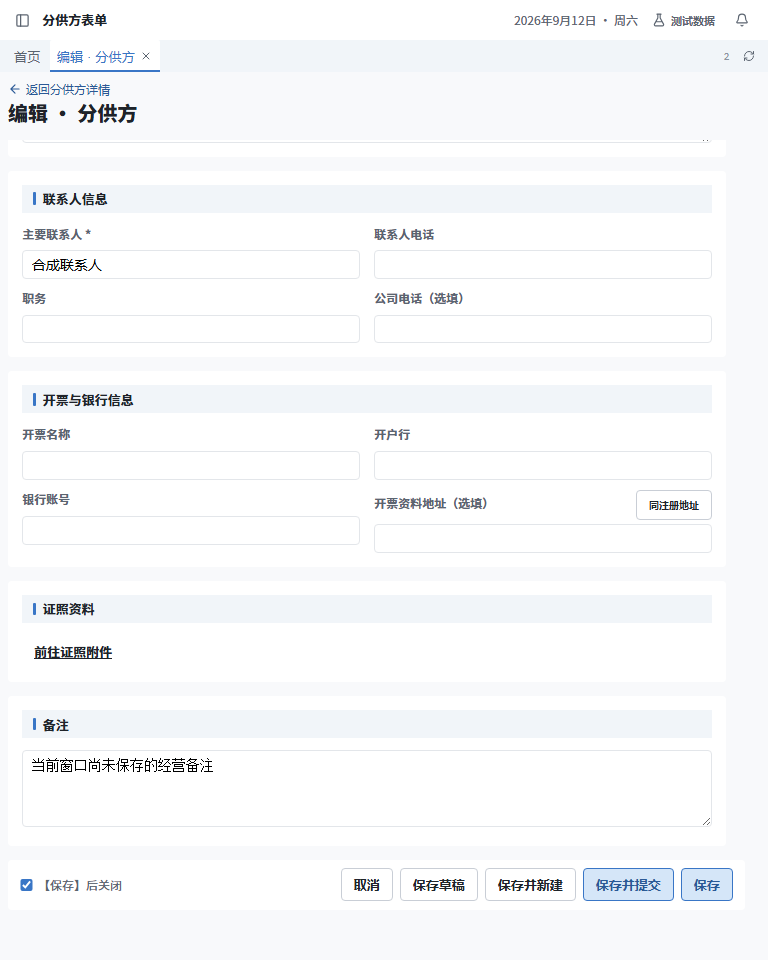 分供方表单
2026年9月12日 · 周六
测试数据
首页
编辑 · 分供方
2
返回分供方详情
编辑 · 分供方
联系人信息
主要联系人 *
联系人电话
合成联系人
职务
公司电话（选填）
开票与银行信息
开票名称
开户行
银行账号
开票资料地址（选填）
同注册地址
证照资料
前往证照附件
备注
当前窗口尚未保存的经营备注
【保存】后关闭
取消
保存草稿
保存并新建
保存并提交
保存